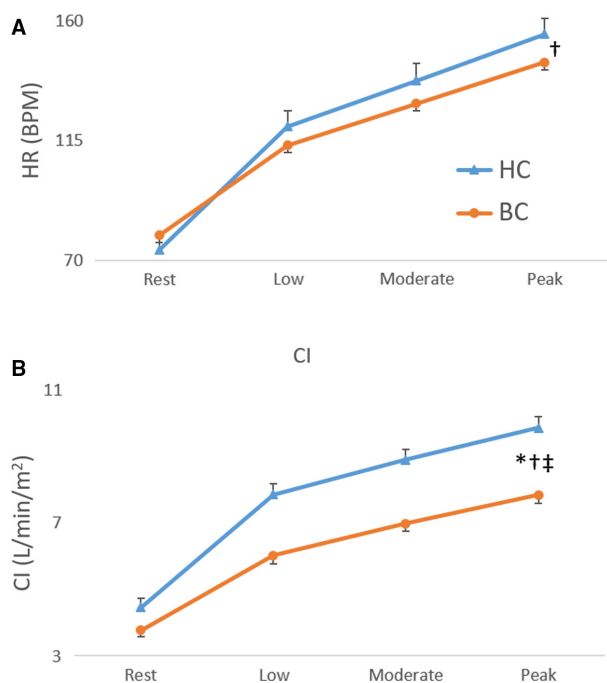 A
160
115
70
HR (BPM)
†
HC
BC
Rest Low Moderate Peak
CI
B
11
7
3
CI (L/min/m²)
*†‡
Rest Low Moderate Peak